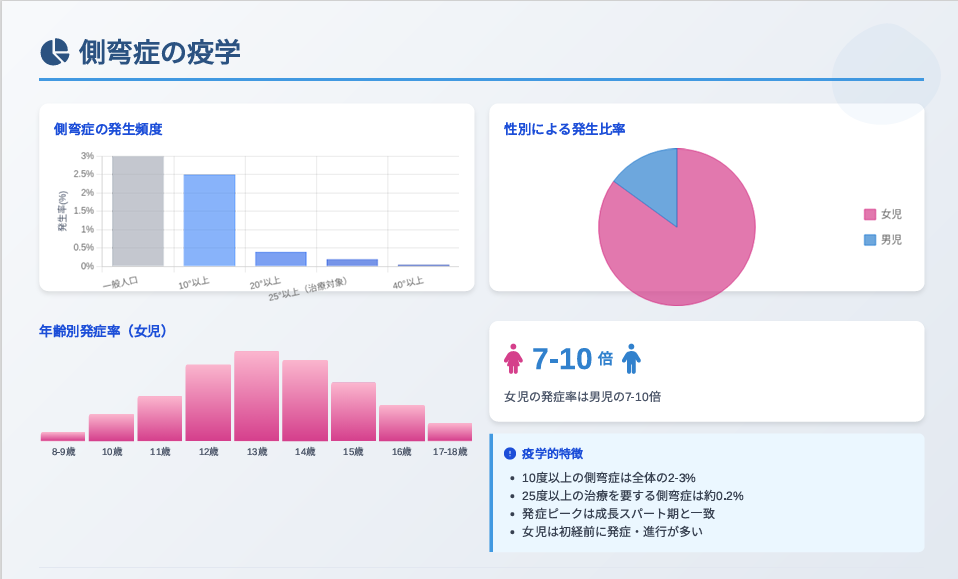 側弯症の疫学
側弯症の発生頻度
発生率(%)
3%
2.5%
2%
1.5%
1%
0.5%
0%
一般人口
10°以上
20°以上
25°以上（治療対象）
40°以上
性別による発生比率
女児
男児
年齢別発症率（女児）
8-9歳
10歳
11歳
12歳
13歳
14歳
15歳
16歳
17-18歳
7-10 倍
女児の発症率は男児の7-10倍
疫学的特徴
• 10度以上の側弯症は全体の2-3%
• 25度以上の治療を要する側弯症は約0.2%
• 発症ピークは成長スパート期と一致
• 女児は初経前に発症・進行が多い